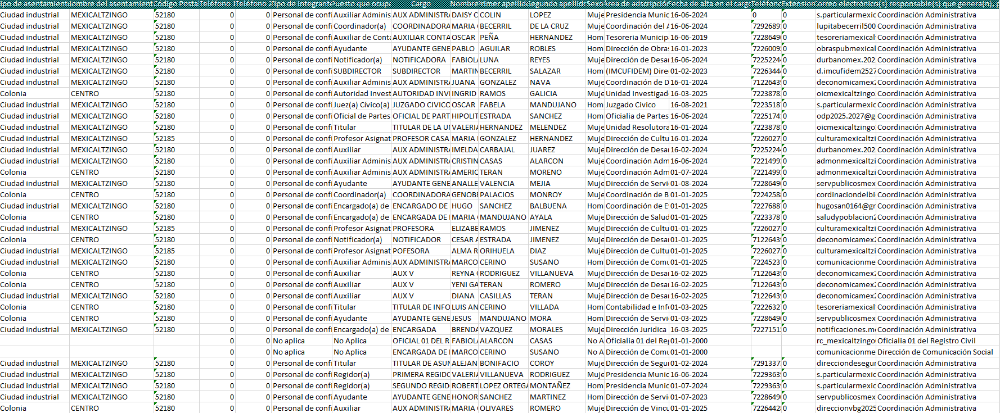 ipo de asentamient ombre del asentamient Código Posta Teléfono 1 Teléfono 2 Tipo de integrante uesto que ocup Cargo Nombre rimer apellid egundo apellid Sexo Área de adscripción echa de alta en el carg Teléfono Extension orreo electrónico (s) responsable(s) que genera(n),
Ciudad industrial MEXICALTZINGO 52180 0 0 Personal de confi Auxiliar Adminis AUX ADMINISTRA DAISY C COLIN LOPEZ Muje Presidencia Munic 16-06-2024 0 0 s.particularmexic Coordinación Administrativa
Ciudad industrial MEXICALTZINGO 52180 0 0 Personal de confi Coordinador(a) COORDINADORA MARIA BECERRIL DE LA CRUZ Muje Coordinación del A 16-06-2024 7292689 0 lupitabecerril500 Coordinación Administrativa
Ciudad industrial MEXICALTZINGO 52180 0 0 Personal de confi Auxiliar de Conta AUXILIAR CONTA OSCAR PEÑA HERNANDEZ Hom Tesoreria Municip 16-06-2019 7228649 0 tesoreriamexical Coordinación Administrativa
Ciudad industrial MEXICALTZINGO 52180 0 0 Personal de confi Ayudante AYUDANTE GENE PABLO AGUILAR ROBLES Hom Dirección de Obra 16-01-2023 7226009 0 obraspubmexical Coordinación Administrativa
Ciudad industrial MEXICALTZINGO 52180 0 0 Personal de confi Notificador(a) NOTIFICADORA FABIOLA LUNA REYES Muje Dirección de Desa 16-06-2024 7225224 0 durbanomex.202 Coordinación Administrativa
Ciudad industrial MEXICALTZINGO 52180 0 0 Personal de confi SUBDIRECTOR SUBDIRECTOR MARTIN BECERRIL SALAZAR Hom (IMCUFIDEM) Dire 01-02-2023 7226344 0 d.imcufidem2527 Coordinación Administrativa
Ciudad industrial MEXICALTZINGO 52180 0 0 Personal de confi Auxiliar Adminis AUX ADMINISTRA JUANA GONZALEZ NAVA Muje Coordinación de D 16-01-2024 7122643 0 deconomicamex2 Coordinación Administrativa
Colonia CENTRO 52180 0 0 Personal de confi Autoridad Invest AUTORIDAD INV INGRID RAMOS GALICIA Muje Unidad Investigad 16-03-2025 7223878 0 oicmexicaltzingo Coordinación Administrativa
Ciudad industrial MEXICALTZINGO 52180 0 0 Personal de confi Juez(a) Cívico(a) JUZGADO CIVICO OSCAR FABELA MANDUJANO Hom Juzgado Civico 16-08-2021 7223518 0 s.particularmexic Coordinación Administrativa
Ciudad industrial MEXICALTZINGO 52180 0 0 Personal de confi Oficial de Partes OFICIAL DE PART HIPOLIT ESTRADA SANCHEZ Hom Oficialia de Partes 16-06-2024 7225174 0 odp2025.2027@g Coordinación Administrativa
Ciudad industrial MEXICALTZINGO 52180 0 0 Personal de confi Titular TITULAR DE LA U VALERIA HERNANDEZ MELENDEZ Muje Unidad Resolutora 16-01-2024 7223878 0 oicmexicaltzingo Coordinación Administrativa
Ciudad industrial MEXICALTZINGO 52185 0 0 Personal de confi Profesor Asignat PROFESOR CASA MARIA GONZALEZ HERNANDEZ Muje Dirección de Cultu 16-01-2024 7226027 0 culturamexicaltzi Coordinación Administrativa
Ciudad industrial MEXICALTZINGO 52180 0 0 Personal de confi Auxiliar AUX ADMINISTRA IMELDA CARBAJAL JUAREZ Muje Dirección de Desa 16-02-2024 7225224 0 durbanomex.202 Coordinación Administrativa
Ciudad industrial MEXICALTZINGO 52180 0 0 Personal de confi Auxiliar Adminis AUX ADMINISTRA CRISTIN CASAS ALARCON Muje Coordinación Adm 16-06-2024 7221499 0 admonmexicaltzi Coordinación Administrativa
Colonia CENTRO 52180 0 0 Personal de confi Auxiliar Adminis AUX ADMINISTRA AMERIC TERAN MORENO Muje Coordinación Adm 01-07-2024 7221499 0 admonmexicaltzi Coordinación Administrativa
Ciudad industrial MEXICALTZINGO 52180 0 0 Personal de confi Ayudante AYUDANTE GENE ANALLE VALENCIA MEJIA Muje Dirección de Servi 01-08-2024 7228649 0 servpublicosmex Coordinación Administrativa
Colonia CENTRO 52180 0 0 Personal de confi Coordinador(a) COORDINADORA GENOBE PALACIOS MONROY Muje Coordinación de B 01-01-2025 7224258 0 cordinaciondelbi Coordinación Administrativa
Ciudad industrial MEXICALTZINGO 52180 0 0 Personal de confi Encargado(a) de ENCARGADO DE HUGO SANCHEZ BALBUENA Hom Coordinación de E 01-01-2025 7227688 0 hugosan0164@gr Coordinación Administrativa
Colonia CENTRO 52180 0 0 Personal de confi Encargado(a) de ENCARGADA DE MARIA MANDUJANO AYALA Muje Dirección de Salud 01-01-2025 7223378 0 saludypoblacion2 Coordinación Administrativa
Ciudad industrial MEXICALTZINGO 52185 0 0 Personal de confi Profesor Asignat PROFESORA ELIZABE RAMOS JIMENEZ Muje Dirección de Cultu 01-01-2025 7226027 0 culturamexicaltzi Coordinación Administrativa
Colonia CENTRO 52180 0 0 Personal de confi Notificador(a) NOTIFICADOR CESAR A ESTRADA JIMENEZ Muje Dirección de Desa 01-01-2025 7122643 0 deconomicamex2 Coordinación Administrativa
Ciudad industrial MEXICALTZINGO 52185 0 0 Personal de confi Profesor Asignat POFESORA ALMA R ORIHUELA DIAZ Muje Dirección de Cultu 01-01-2025 7226027 0 culturamexicaltzi Coordinación Administrativa
Ciudad industrial MEXICALTZINGO 52180 0 0 Personal de confi Auxiliar Adminis AUX ADMINISTRA MARCO CERINO SUSANO Hom Dirección de Comu 01-01-2025 7224523 0 comunicacionme Coordinación Administrativa
Colonia CENTRO 52180 0 0 Personal de confi Auxiliar AUX V REYNA RODRIGUEZ VILLANUEVA Muje Dirección de Desa 16-02-2025 7122643 0 deconomicamex2 Coordinación Administrativa
Colonia CENTRO 52180 0 0 Personal de confi Auxiliar AUX V YENI GA TERAN ROMERO Muje Dirección de Desa 16-02-2025 7122643 0 deconomicamex2 Coordinación Administrativa
Ciudad industrial MEXICALTZINGO 52180 0 0 Personal de confi Auxiliar AUX V DIANA CASILLAS TERAN Muje Dirección de Desa 16-02-2025 7122643 0 deconomicamex2 Coordinación Administrativa
Colonia CENTRO 52180 0 0 Personal de confi Titular TITULAR DE INFO LUIS AN CERINO VILLADA Hom Contabilidad e Inf 01-03-2025 7222632 0 tesoreriamexical Coordinación Administrativa
Colonia CENTRO 52180 0 0 Personal de confi Ayudante AYUDANTE GENE JESUS MANDUJANO MORA Hom Dirección de Servi 01-03-2025 7228649 0 servpublicosmex Coordinación Administrativa
Ciudad industrial MEXICALTZINGO 52180 0 0 Personal de confi Encargado(a) de ENCARGADA BRENDA VAZQUEZ MORALES Muje Dirección Juridica 16-03-2025 7227151 0 notificaciones.m Coordinación Administrativa
0 0 No aplica No Aplica OFICIAL 01 DEL R FABIOLA ALARCON CASAS No A Oficialia 01 del Reg 01-01-2000 rc_mexicaltzingo Oficialia 01 del Registro Civil
0 0 No aplica No Aplica ENCARGADA DE MARCO CERINO SUSANO No A Dirección de Comu 01-01-2000 comunicacionme Dirección de Comunicación Social
Ciudad industrial MEXICALTZINGO 52180 0 0 Personal de confi Titular TITULAR DE ASUN ALEJAN BONIFACIO COROY Muje Dirección de Segur 01-02-2024 7291337 0 direcciondesegu Coordinación Administrativa
Ciudad industrial MEXICALTZINGO 52180 0 0 Personal de confi Regidor(a) PRIMERA REGIDO VALERIA VILLANUEVA RODRIGUEZ Muje Presidencia Munic 16-06-2024 7229363 0 s.particularmexic Coordinación Administrativa
Ciudad industrial MEXICALTZINGO 52180 0 0 Personal de confi Regidor(a) SEGUNDO REGID ROBERT LOPEZ ORTEGA MONTAÑEZ Hom Presidencia Munic 01-07-2024 7229363 0 s.particularmexic Coordinación Administrativa
Ciudad industrial MEXICALTZINGO 52180 0 0 Personal de confi Ayudante AYUDANTE GENE HONOR SANCHEZ MARTINEZ Hom Dirección de Servi 01-07-2023 7228649 0 servpublicosmex Coordinación Administrativa
Colonia CENTRO 52180 0 0 Personal de confi Auxiliar AUX ADMINISTRA MARIA OLIVARES ROMERO Muje Dirección de Vincu 01-01-2025 7226442 0 direccionvbg2025 Coordinación Administrativa